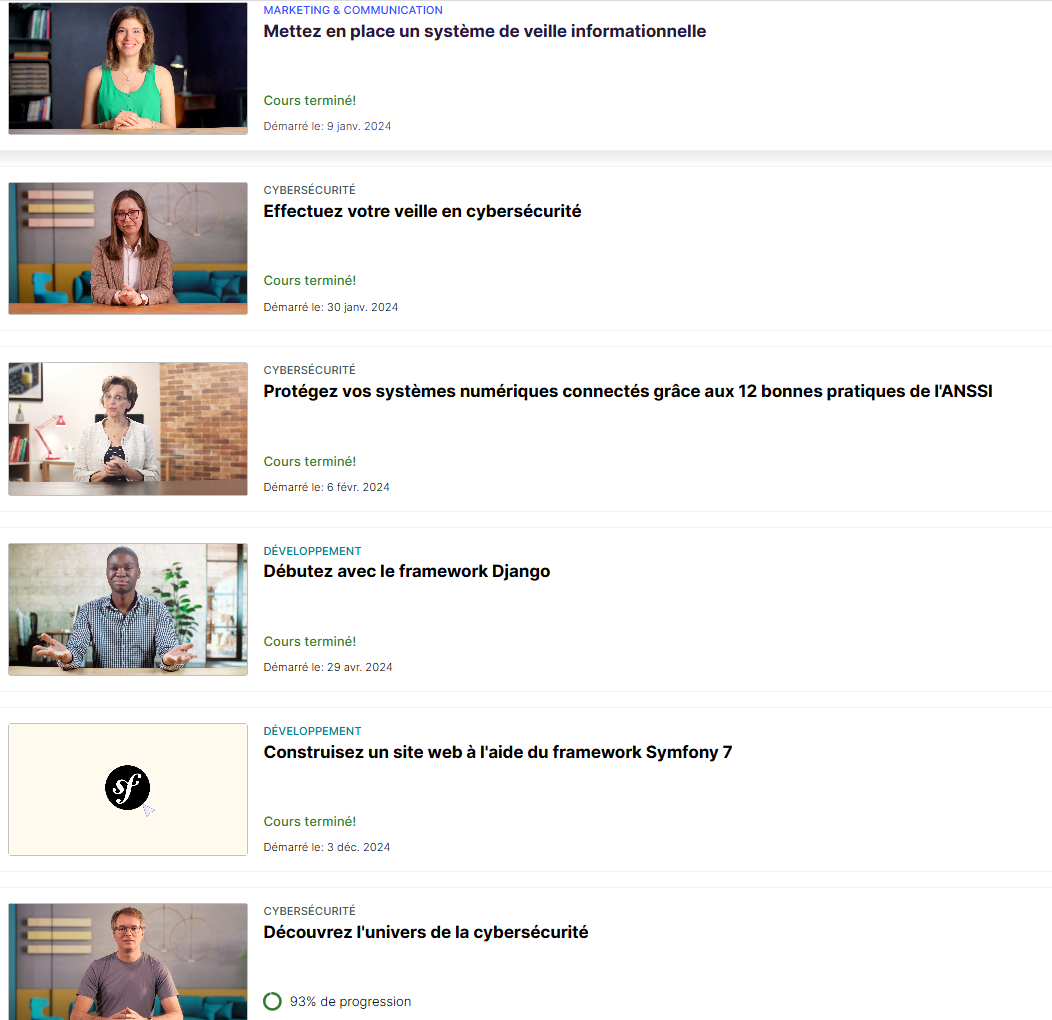 MARKETING & COMMUNICATION
Mettez en place un système de veille informationnelle
Cours terminé!
Démarré le: 9 janv. 2024
CYBERSÉCURITÉ
Effectuez votre veille en cybersécurité
Cours terminé!
Démarré le: 30 janv. 2024
CYBERSÉCURITÉ
Protégez vos systèmes numériques connectés grâce aux 12 bonnes pratiques de l'ANSSI
Cours terminé!
Démarré le: 6 févr. 2024
DÉVELOPPEMENT
Débutez avec le framework Django
Cours terminé!
Démarré le: 29 avr. 2024
DÉVELOPPEMENT
Construisez un site web à l'aide du framework Symfony 7
sf
Cours terminé!
Démarré le: 3 déc. 2024
CYBERSÉCURITÉ
Découvrez l'univers de la cybersécurité
93% de progression